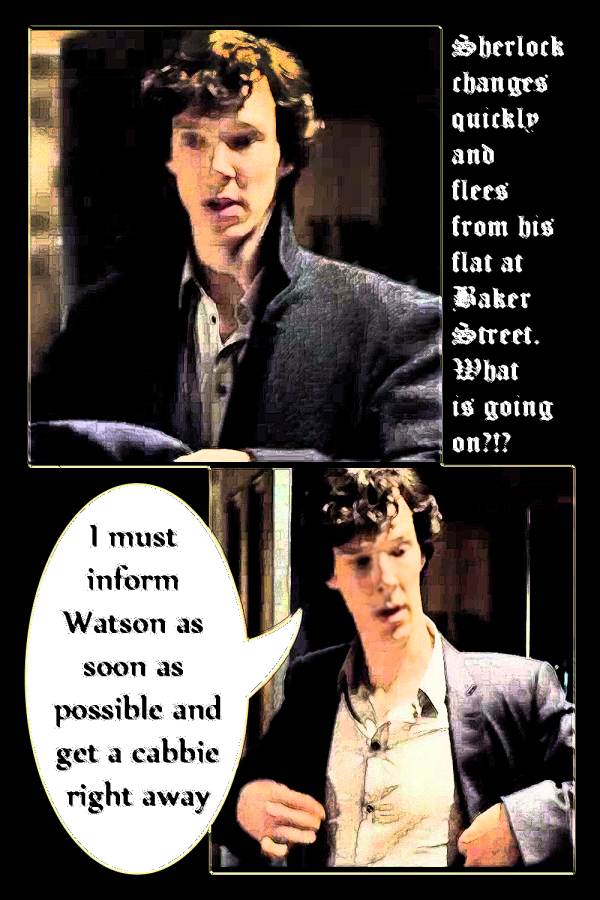 Sherlock
changes
quickly
and
flees
from his
flat at
Baker
Street.
What
is going
on?!?
I must
inform
Watson as
soon as
possible and
get a cabbie
right away